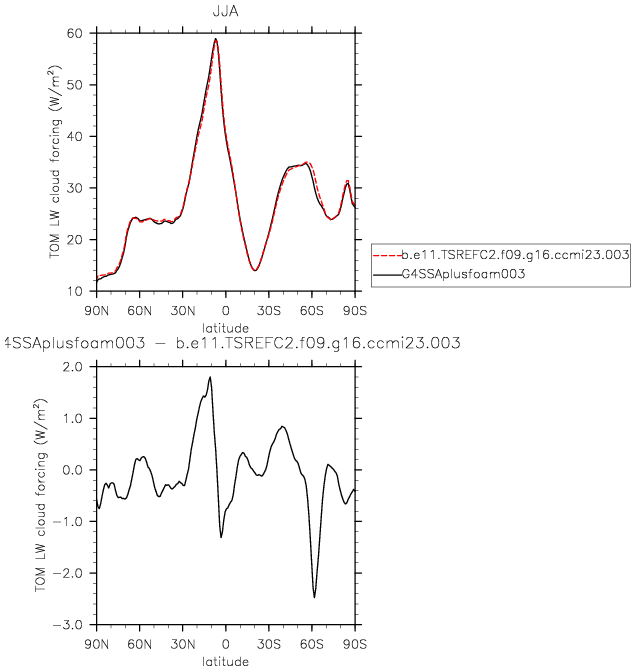 JJA
TOM LW cloud forcing (W/m²)
60
50
40
30
20
10
90N 60N 30N 0 30S 60S 90S
latitude
b.e11.TSREFC2.f09.g16.ccmi23.003
G4SSAplusfoam003
4SSAplusfoam003 − b.e11.TSREFC2.f09.g16.ccmi23.003
TOM LW cloud forcing (W/m²)
2.0
1.0
0.0
−1.0
−2.0
−3.0
90N 60N 30N 0 30S 60S 90S
latitude